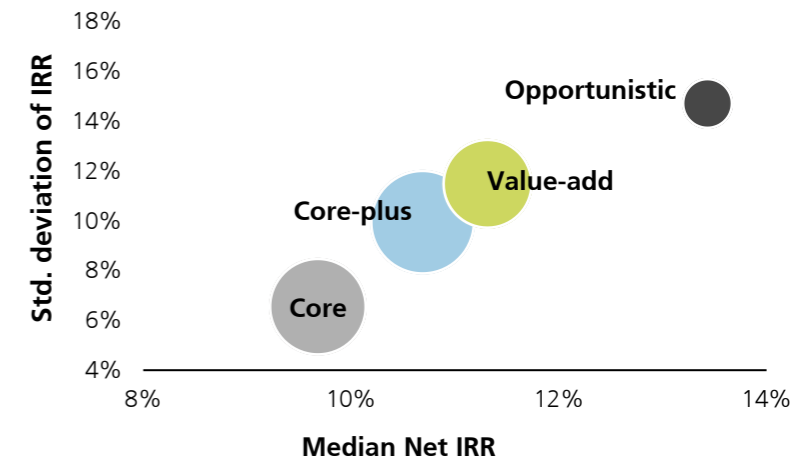 18%
16%
14%
12%
10%
8%
6%
4%
Std. deviation of IRR
Opportunistic
Value-add
Core-plus
Core
8%
10%
12%
14%
Median Net IRR